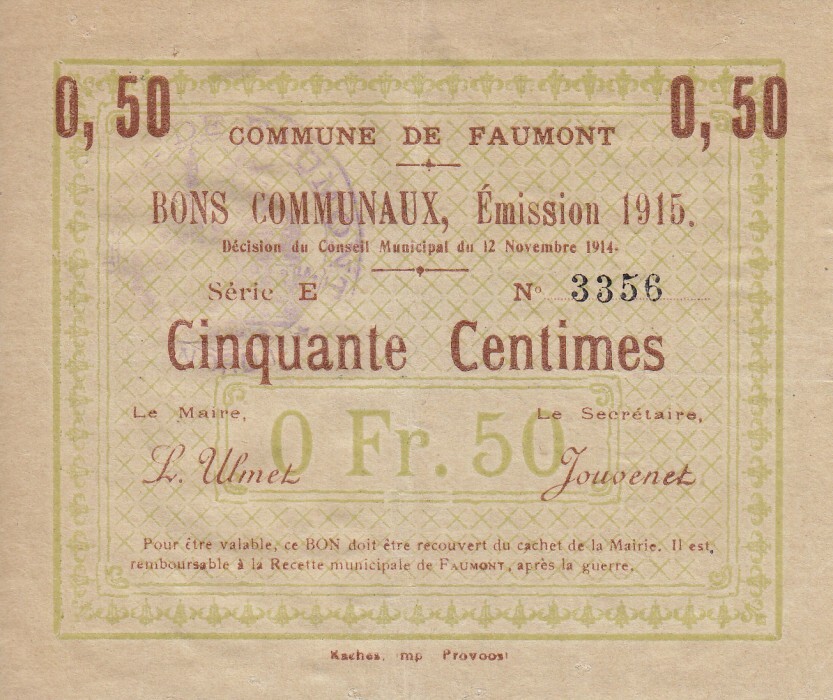 0,50 0,50
COMMUNE DE FAUMONT
BONS COMMUNAUX, Émission 1915.
Décision du Conseil Municipal du 12 Novembre 1914.
Série E Nº 3356
Cinquante Centimes
0 Fr. 50
Le Maire, Le Secrétaire,
L. Ulmet Jouvenet
Pour être valable, ce BON doit être recouvert du cachet de la Mairie. Il est,
remboursable à la Recette municipale de FAUMONT, après la guerre.
Raches, mp Provoost